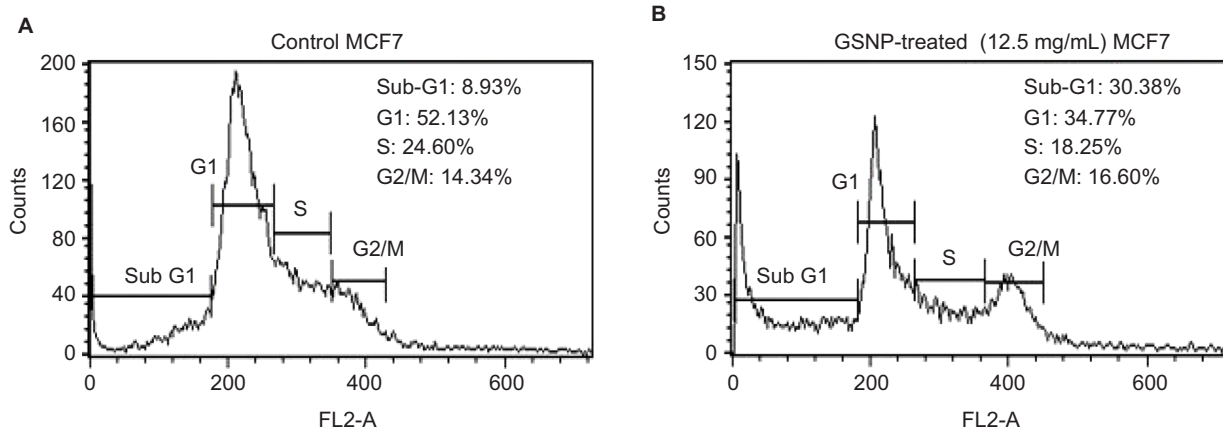 A
Control MCF7
200
160
120
80
40
0
Counts
Sub-G1: 8.93%
G1: 52.13%
S: 24.60%
G2/M: 14.34%
G1
S
G2/M
Sub G1
0
200
400
600
FL2-A
B
GSNP-treated (12.5 mg/mL) MCF7
150
120
90
60
30
0
Counts
Sub-G1: 30.38%
G1: 34.77%
S: 18.25%
G2/M: 16.60%
G1
S
G2/M
Sub G1
0
200
400
600
FL2-A